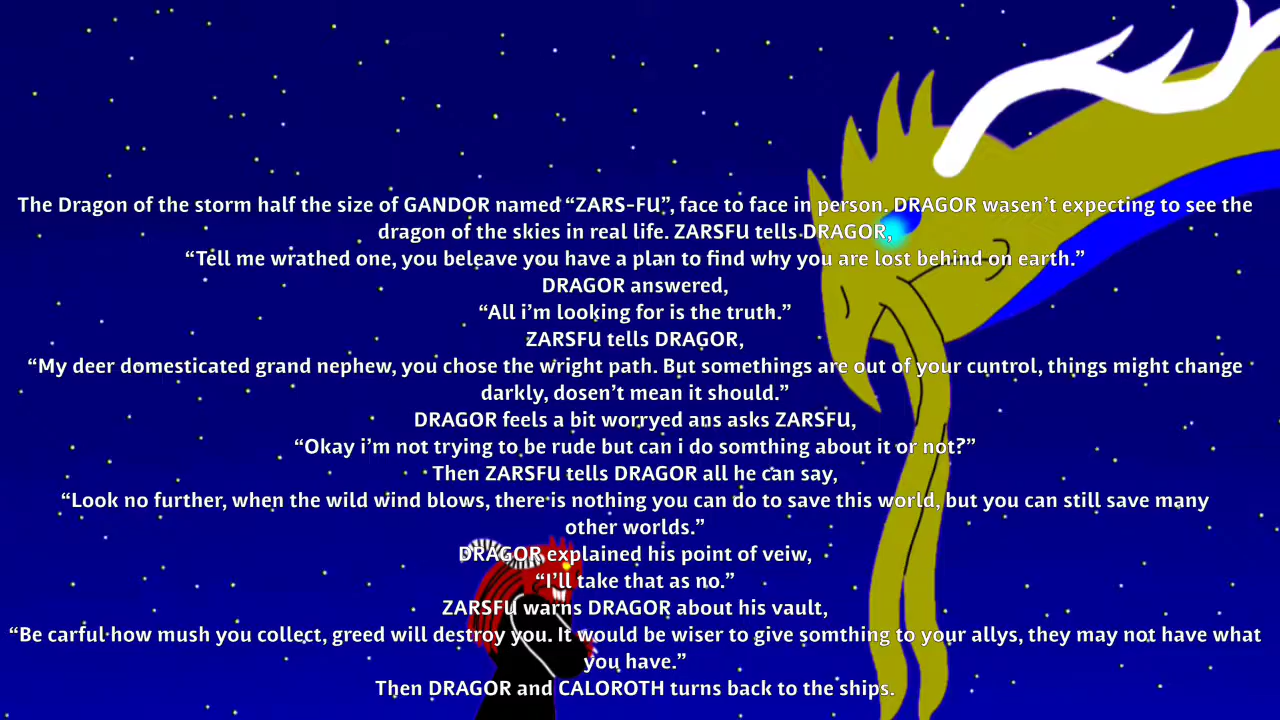 The Dragon of the storm half the size of GANDOR named “ZARS-FU”, face to face in person. DRAGOR wasen’t expecting to see the
dragon of the skies in real life. ZARSFU tells DRAGOR,
“Tell me wrathed one, you beleave you have a plan to find why you are lost behind on earth.”
DRAGOR answered,
“All i’m looking for is the truth.”
ZARSFU tells DRAGOR,
“My deer domesticated grand nephew, you chose the wright path. But somethings are out of your cuntrol, things might change
darkly, dosen’t mean it should.”
DRAGOR feels a bit worryed ans asks ZARSFU,
“Okay i’m not trying to be rude but can i do somthing about it or not?”
Then ZARSFU tells DRAGOR all he can say,
“Look no further, when the wild wind blows, there is nothing you can do to save this world, but you can still save many
other worlds.”
DRAGOR explained his point of veiw,
“I’ll take that as no.”
ZARSFU warns DRAGOR about his vault,
“Be carful how mush you collect, greed will destroy you. It would be wiser to give somthing to your allys, they may not have what
you have.”
Then DRAGOR and CALOROTH turns back to the ships.